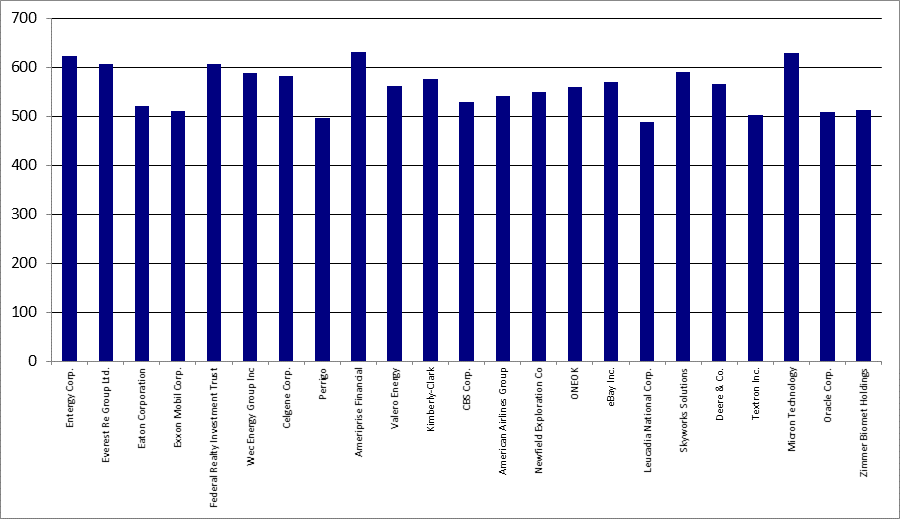 700
600
500
400
300
200
100
0
Entergy Corp.
Everest Re Group Ltd.
Eaton Corporation
Exxon Mobil Corp.
Federal Realty Investment Trust
Wec Energy Group Inc
Celgene Corp.
Perrigo
Ameriprise Financial
Valero Energy
Kimberly-Clark
CBS Corp.
American Airlines Group
Newfield Exploration Co
ONEOK
eBay Inc.
Leucadia National Corp.
Skyworks Solutions
Deere & Co.
Textron Inc.
Micron Technology
Oracle Corp.
Zimmer Biomet Holdings